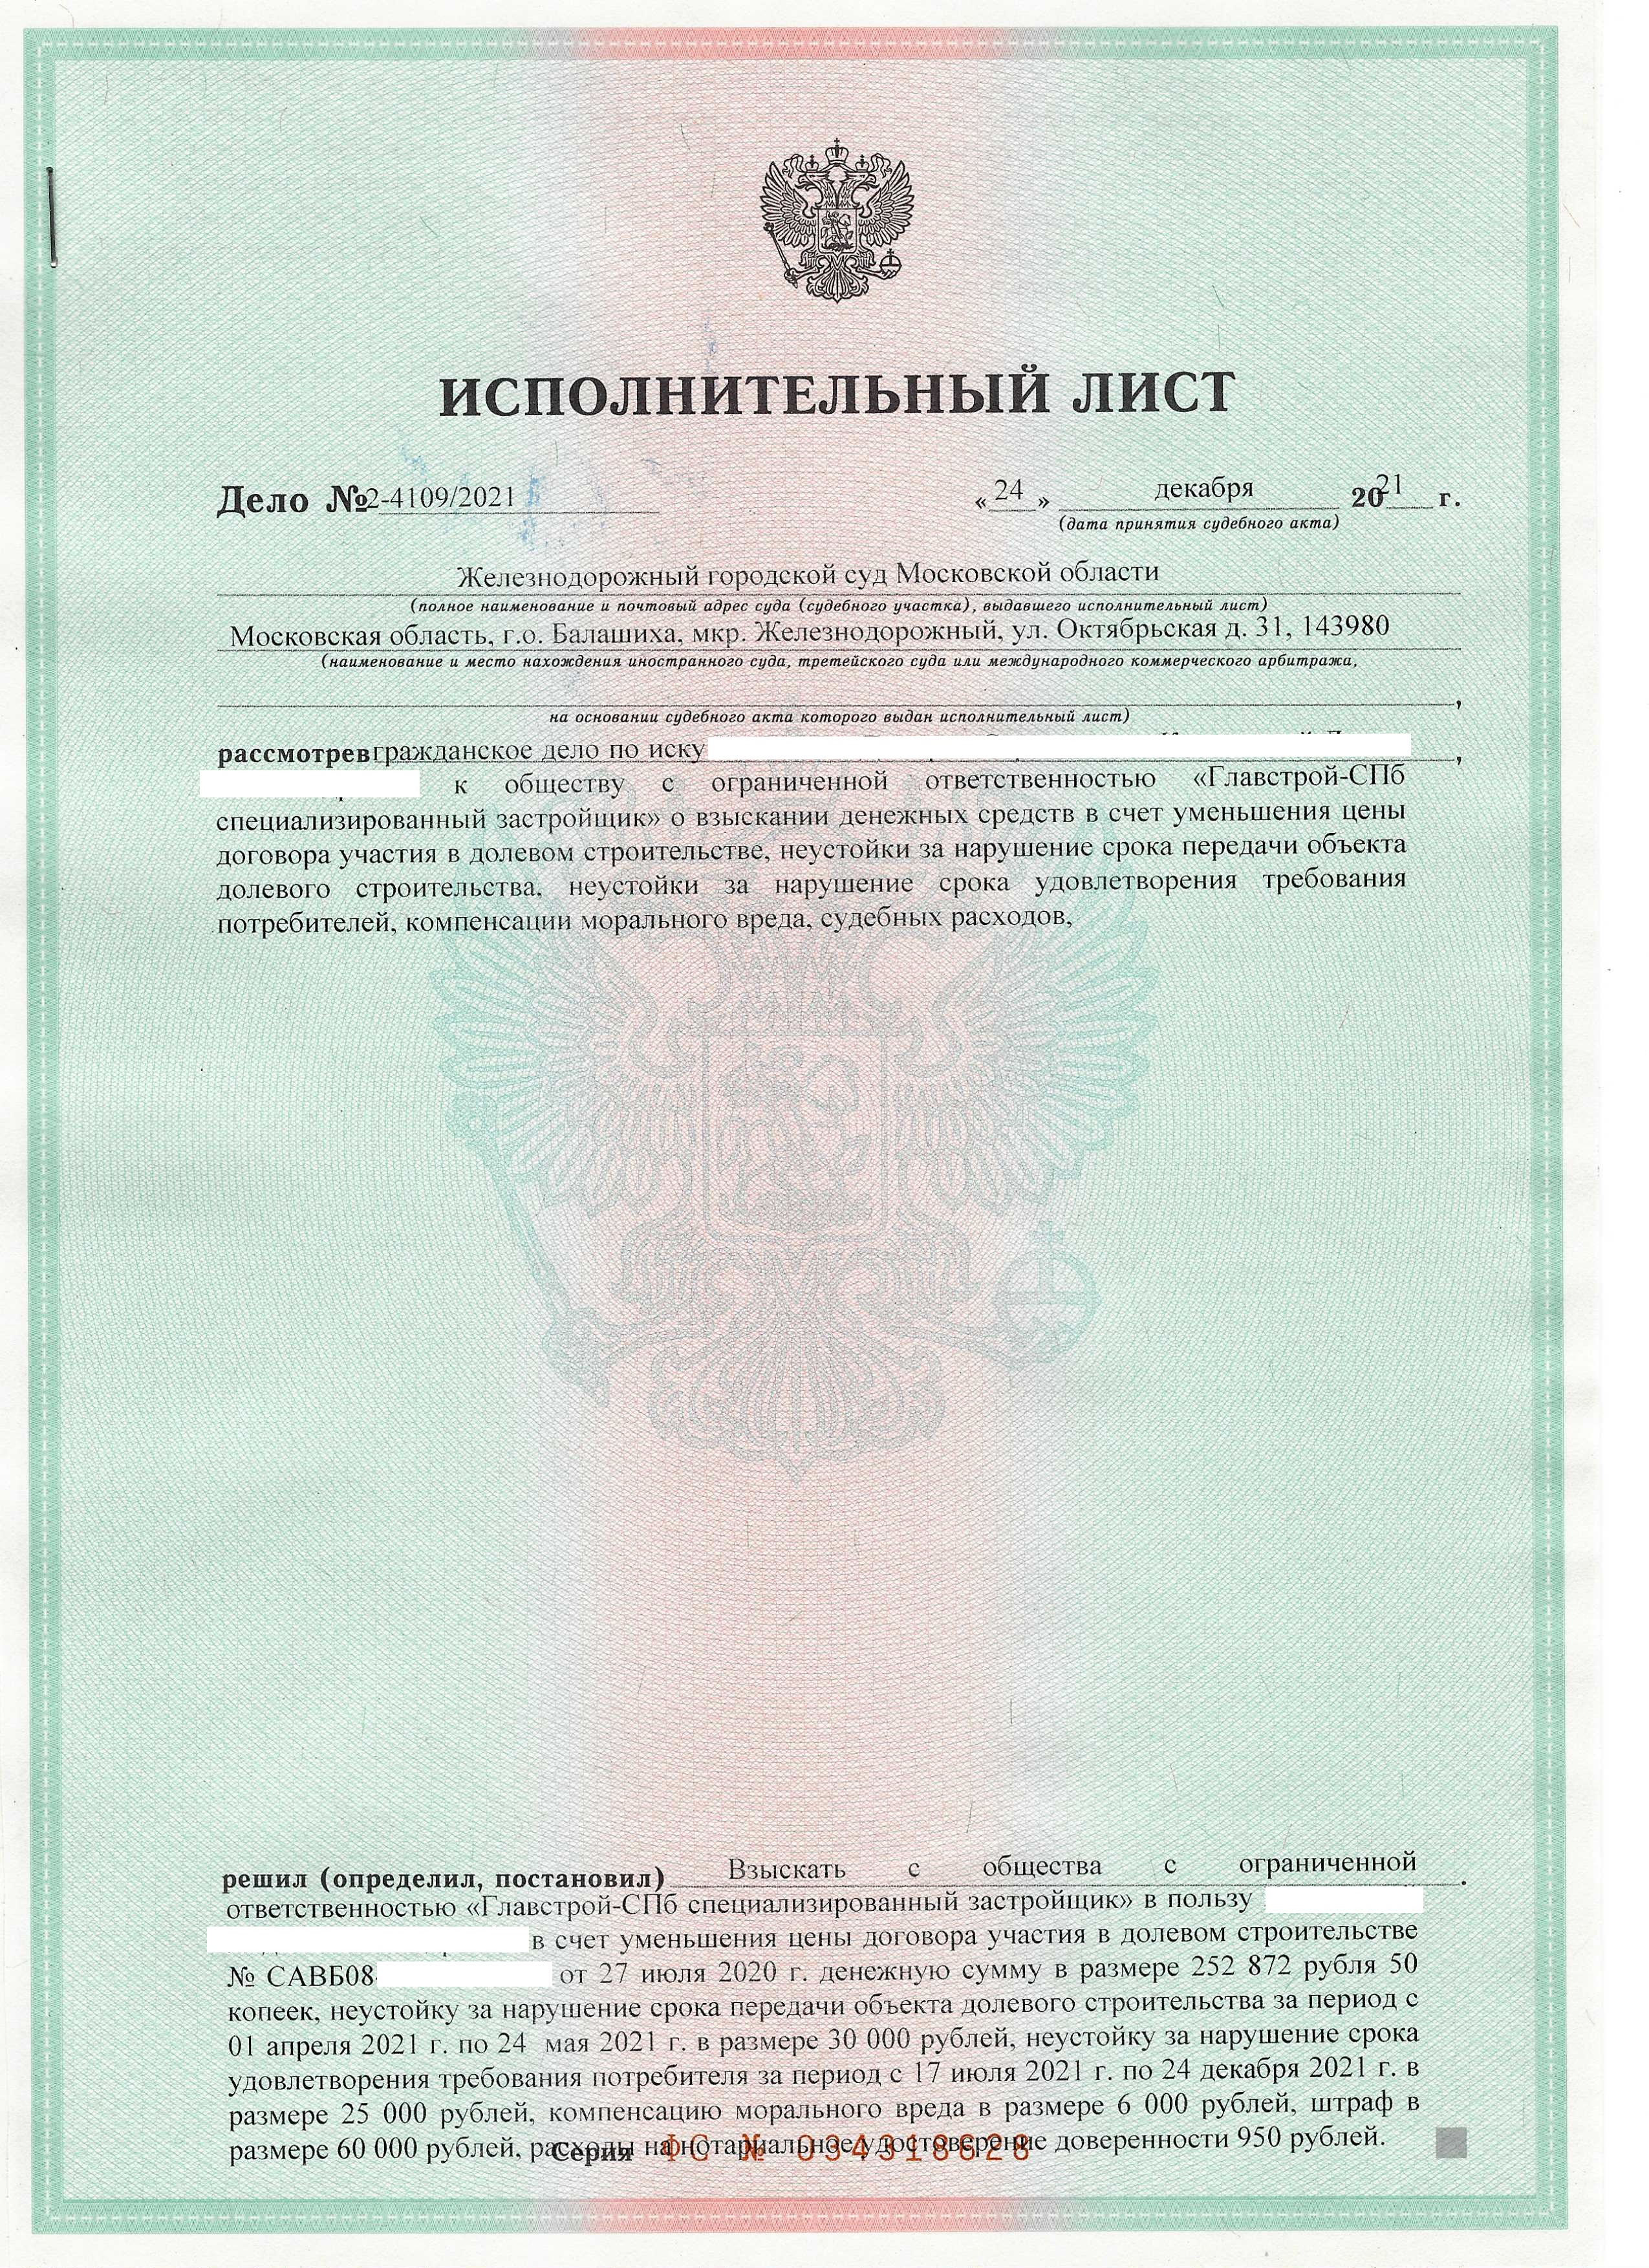 ИСПОЛНИТЕЛЬНЫЙ ЛИСТ
Дело №2-4109/2021 « 24 » декабря 2021 г.
(дата принятия судебного акта)
Железнодорожный городской суд Московской области
(полное наименование и почтовый адрес суда (судебного участка), выдавшего исполнительный лист)
Московская область, г.о. Балашиха, мкр. Железнодорожный, ул. Октябрьская д. 31, 143980
(наименование и место нахождения иностранного суда, третейского суда или международного коммерческого арбитража,
,
на основании судебного акта которого выдан исполнительный лист)
рассмотрев гражданское дело по иску ,
к обществу с ограниченной ответственностью «Главстрой-СПб
специализированный застройщик» о взыскании денежных средств в счет уменьшения цены
договора участия в долевом строительстве, неустойки за нарушение срока передачи объекта
долевого строительства, неустойки за нарушение срока удовлетворения требования
потребителей, компенсации морального вреда, судебных расходов,
решил (определил, постановил) Взыскать с общества с ограниченной .
ответственностью «Главстрой-СПб специализированный застройщик» в пользу
в счет уменьшения цены договора участия в долевом строительстве
№ САВБ08 от 27 июля 2020 г. денежную сумму в размере 252 872 рубля 50
копеек, неустойку за нарушение срока передачи объекта долевого строительства за период с
01 апреля 2021 г. по 24 мая 2021 г. в размере 30 000 рублей, неустойку за нарушение срока
удовлетворения требования потребителя за период с 17 июля 2021 г. по 24 декабря 2021 г. в
размере 25 000 рублей, компенсацию морального вреда в размере 6 000 рублей, штраф в
размере 60 000 рублей, расходы на нотариальное удостоверение доверенности 950 рублей.
Серия ФС № 034318628